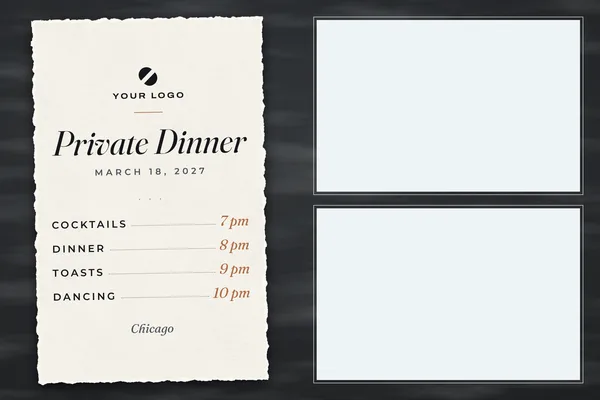 YOUR LOGO
Private Dinner
MARCH 18, 2027
. . .
COCKTAILS 7 pm
DINNER 8 pm
TOASTS 9 pm
DANCING 10 pm
Chicago